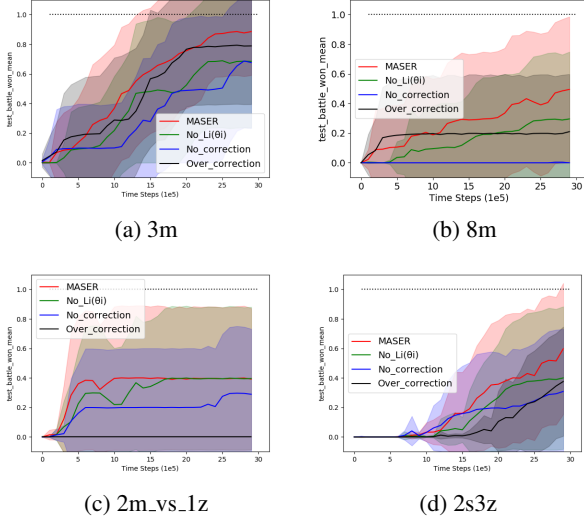 1.0
0.8
0.6
0.4
0.2
0.0
test_battle_won_mean
0 5 10 15 20 25 30
Time Steps (1e5)
MASER
No_Li(θi)
No_correction
Over_correction
(a) 3m
1.0
0.8
0.6
0.4
0.2
0.0
test_battle_won_mean
0 5 10 15 20 25 30
Time Steps (1e5)
MASER
No_Li(θi)
No_correction
Over_correction
(b) 8m
1.0
0.8
0.6
0.4
0.2
0.0
test_battle_won_mean
0 5 10 15 20 25 30
Time Steps (1e5)
MASER
No_Li(θi)
No_correction
Over_correction
(c) 2m_vs_1z
1.0
0.8
0.6
0.4
0.2
0.0
test_battle_won_mean
0 5 10 15 20 25 30
Time Steps (1e5)
MASER
No_Li(θi)
No_correction
Over_correction
(d) 2s3z